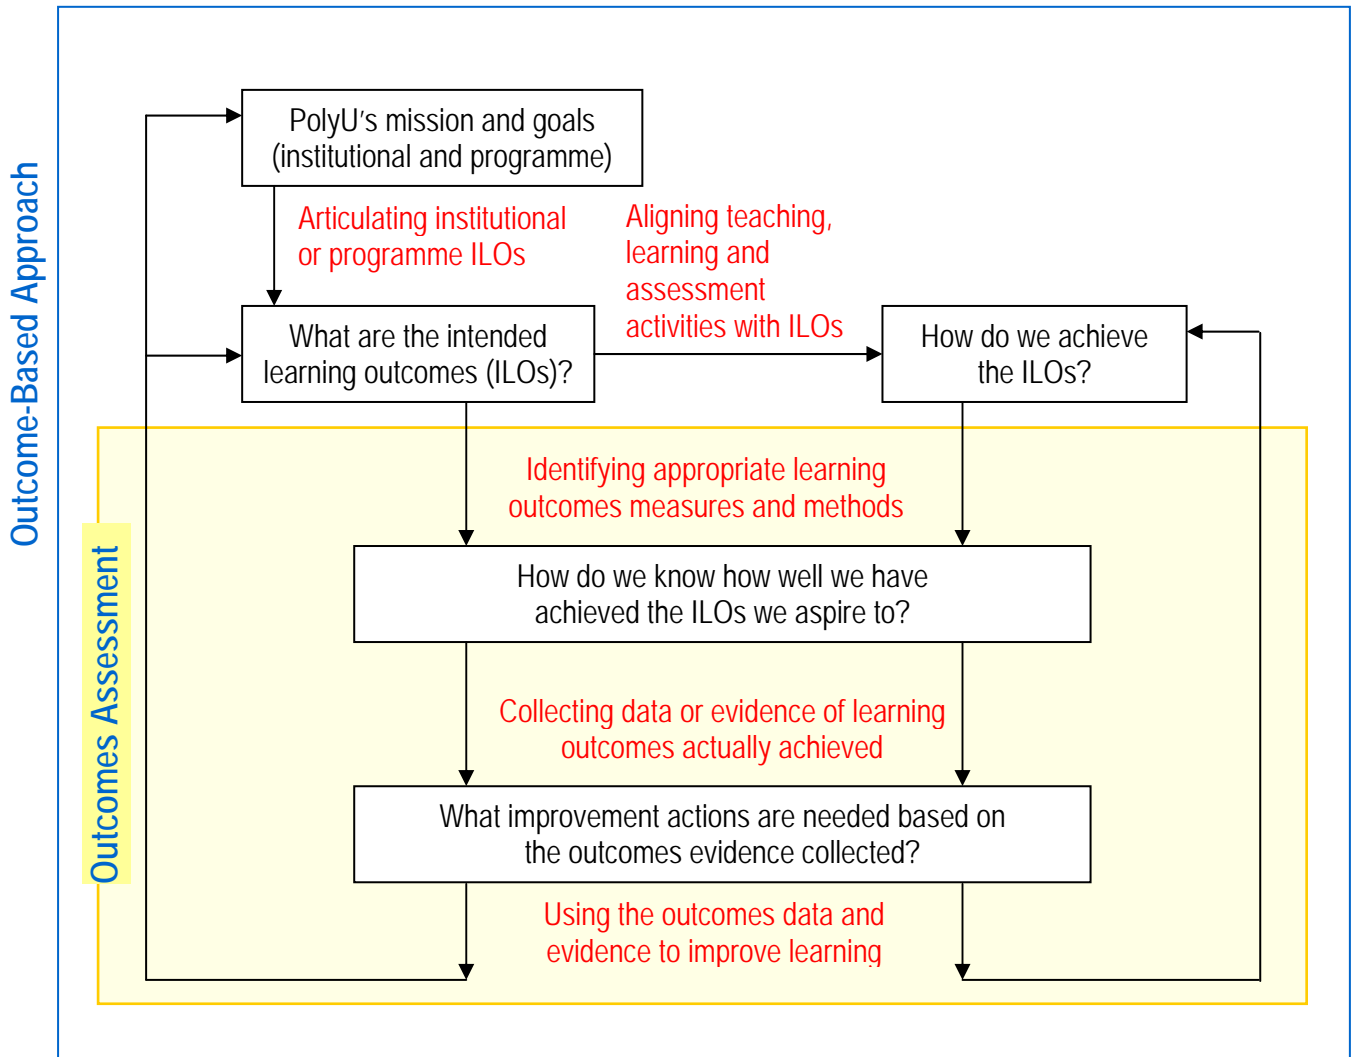 Outcome-Based Approach
PolyU’s mission and goals
(institutional and programme)
Articulating institutional
or programme ILOs
Aligning teaching,
learning and
assessment
activities with ILOs
What are the intended
learning outcomes (ILOs)?
How do we achieve
the ILOs?
Outcomes Assessment
Identifying appropriate learning
outcomes measures and methods
How do we know how well we have
achieved the ILOs we aspire to?
Collecting data or evidence of learning
outcomes actually achieved
What improvement actions are needed based on
the outcomes evidence collected?
Using the outcomes data and
evidence to improve learning